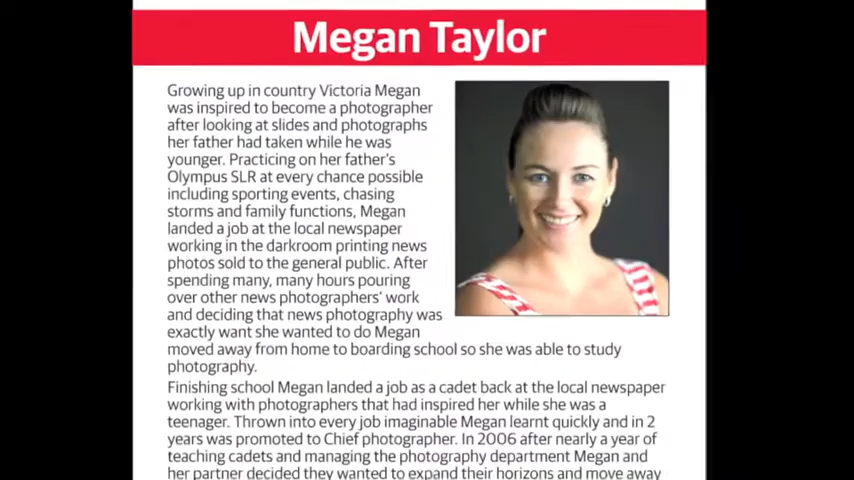 Megan Taylor
Growing up in country Victoria Megan
was inspired to become a photographer
after looking at slides and photographs
her father had taken while he was
younger. Practicing on her father's
Olympus SLR at every chance possible
including sporting events, chasing
storms and family functions, Megan
landed a job at the local newspaper
working in the darkroom printing news
photos sold to the general public. After
spending many, many hours pouring
over other news photographers' work
and deciding that news photography was
exactly want she wanted to do Megan
moved away from home to boarding school so she was able to study
photography.
Finishing school Megan landed a job as a cadet back at the local newspaper
working with photographers that had inspired her while she was a
teenager. Thrown into every job imaginable Megan learnt quickly and in 2
years was promoted to Chief photographer. In 2006 after nearly a year of
teaching cadets and managing the photography department Megan and
her partner decided they wanted to expand their horizons and move away